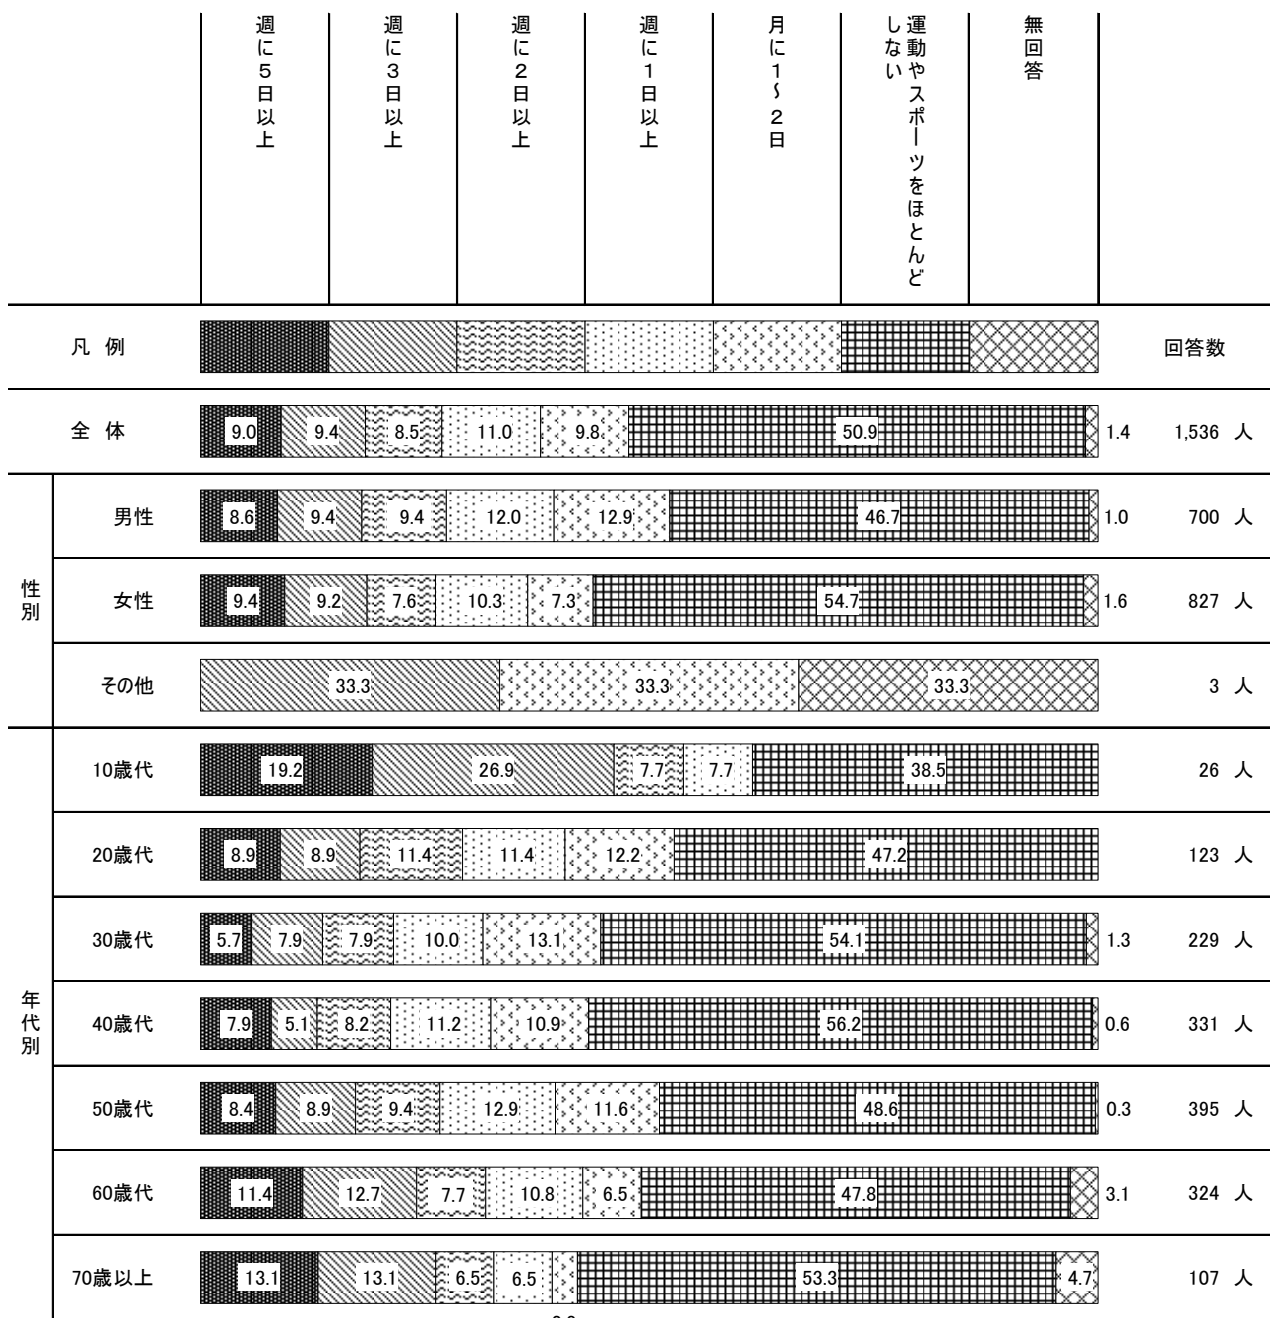 週に5日以上
週に3日以上
週に2日以上
週に1日以上
月に1～2日
運動やスポーツをほとんど
しない
無回答
凡 例
回答数
全 体 9.0 9.4 8.5 11.0 9.8 50.9 1.4 1,536 人
性別
男性 8.6 9.4 9.4 12.0 12.9 46.7 1.0 700 人
女性 9.4 9.2 7.6 10.3 7.3 54.7 1.6 827 人
その他 33.3 33.3 33.3 3 人
年代別
10歳代 19.2 26.9 7.7 7.7 38.5 26 人
20歳代 8.9 8.9 11.4 11.4 12.2 47.2 123 人
30歳代 5.7 7.9 7.9 10.0 13.1 54.1 1.3 229 人
40歳代 7.9 5.1 8.2 11.2 10.9 56.2 0.6 331 人
50歳代 8.4 8.9 9.4 12.9 11.6 48.6 0.3 395 人
60歳代 11.4 12.7 7.7 10.8 6.5 47.8 3.1 324 人
70歳以上 13.1 13.1 6.5 6.5 53.3 4.7 107 人